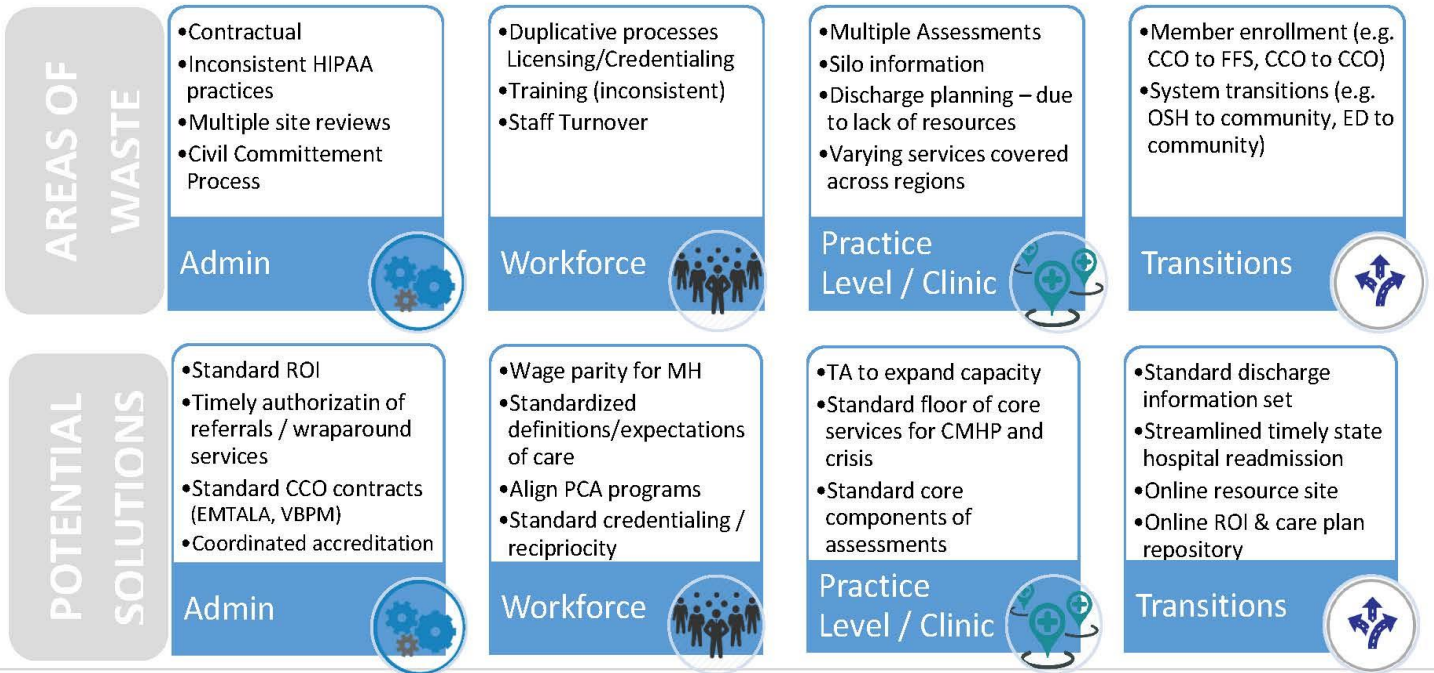 AREAS OF
WASTE
•Contractual
•Inconsistent HIPAA
practices
•Multiple site reviews
•Civil Committement
Process
Admin
•Duplicative processes
Licensing/Credentialing
•Training (inconsistent)
•Staff Turnover
Workforce
•Multiple Assessments
•Silo information
•Discharge planning – due
to lack of resources
•Varying services covered
across regions
Practice
Level / Clinic
•Member enrollment (e.g.
CCO to FFS, CCO to CCO)
•System transitions (e.g.
OSH to community, ED to
community)
Transitions
POTENTIAL
SOLUTIONS
•Standard ROI
•Timely authorizatin of
referrals / wraparound
services
•Standard CCO contracts
(EMTALA, VBPM)
•Coordinated accreditation
Admin
•Wage parity for MH
•Standardized
definitions/expectations
of care
•Align PCA programs
•Standard credentialing /
reciprocity
Workforce
•TA to expand capacity
•Standard floor of core
services for CMHP and
crisis
•Standard core
components of
assessments
Practice
Level / Clinic
•Standard discharge
information set
•Streamlined timely state
hospital readmission
•Online resource site
•Online ROI & care plan
repository
Transitions